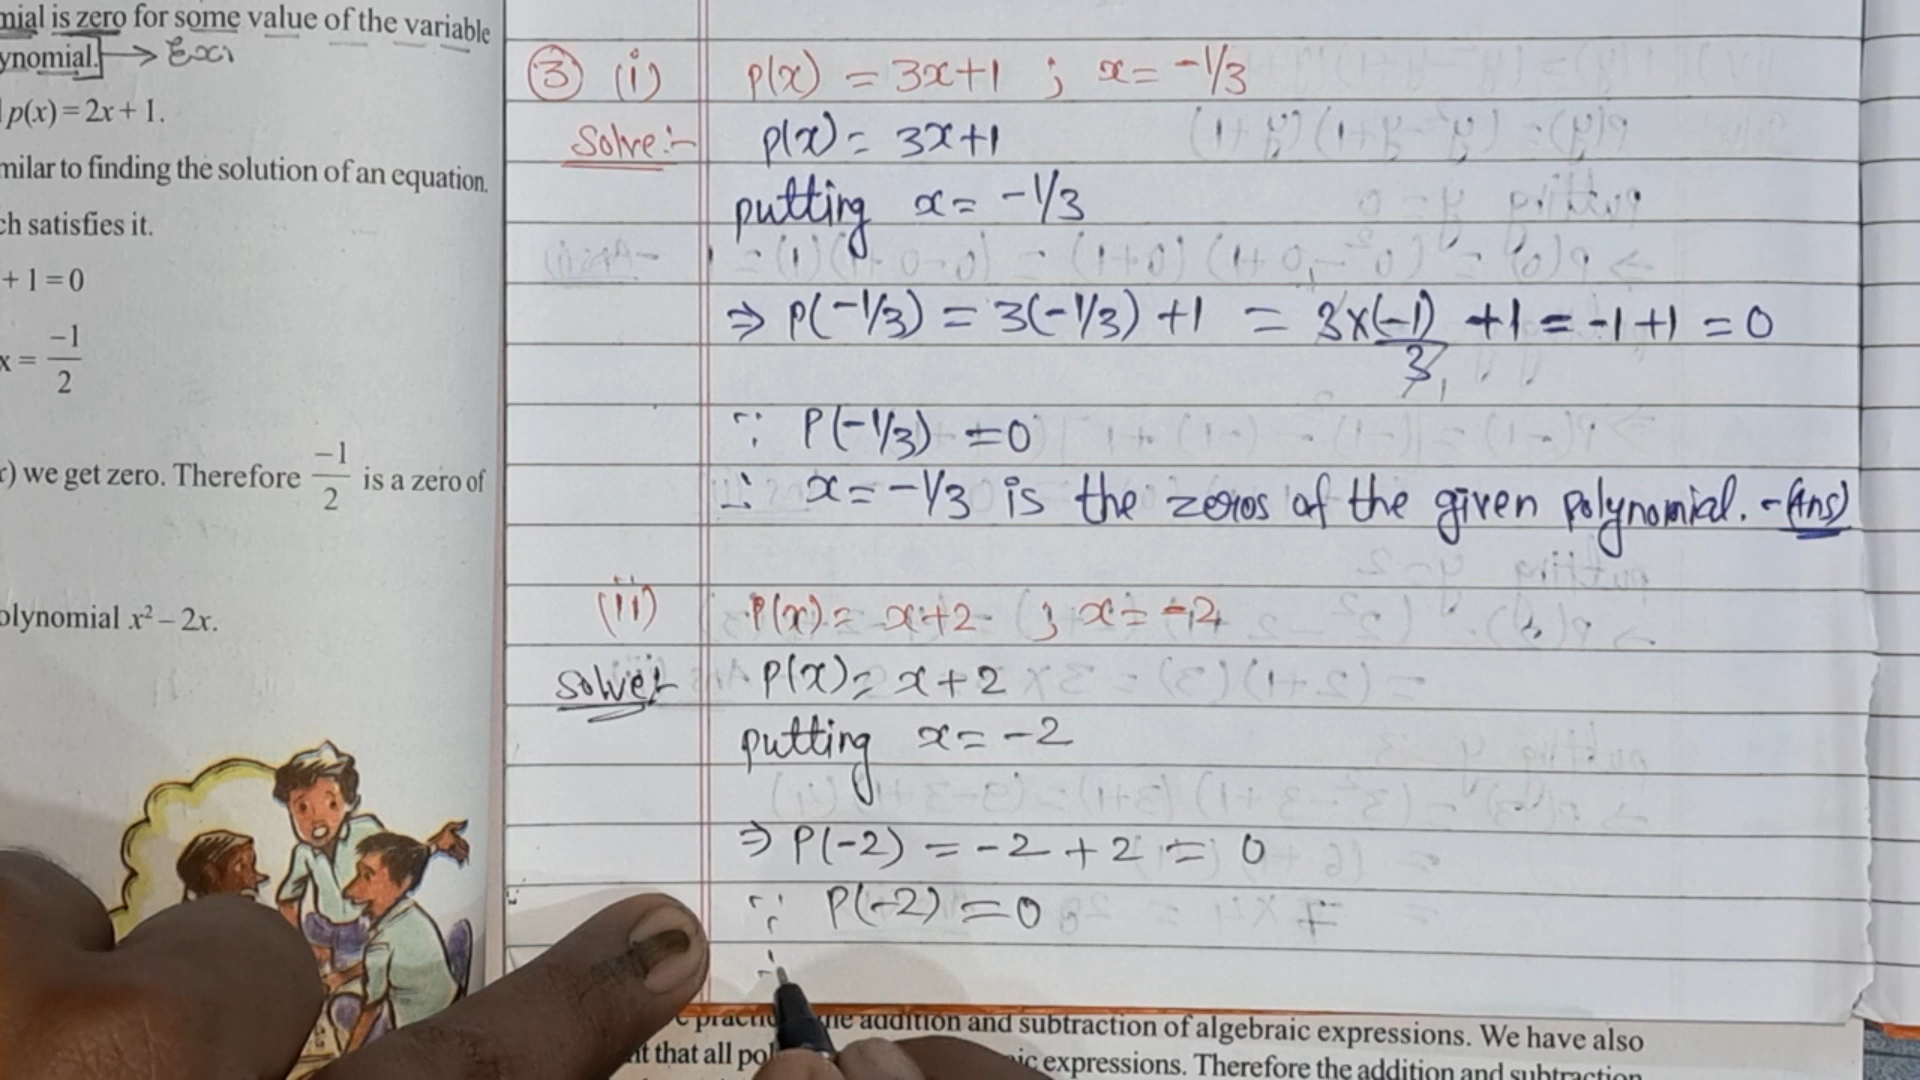 mial is zero for some value of the variable
ynomial. → Ex:
p(x) = 2x + 1.
milar to finding the solution of an equation.
ch satisfies it.
+ 1 = 0
x = -1/2
x) we get zero. Therefore -1/2 is a zero of
olynomial x² – 2x.
③ (i) p(x) = 3x+1 ; x = -1/3
Solve:- p(x) = 3x+1
putting x = -1/3
⇒ P(-1/3) = 3(-1/3) +1 = 3×(-1)/3 +1 = -1+1 = 0
∵ P(-1/3) = 0
∴ x = -1/3 is the zeros of the given polynomial. -(Ans)
(ii) P(x) = x+2 ; x = -2
Solve:- P(x) = x+2
putting x = -2
⇒ P(-2) = -2+2 = 0
∵ P(-2) = 0
∴
he addition and subtraction of algebraic expressions. We have also
t that all pol ic expressions. Therefore the addition and subtraction